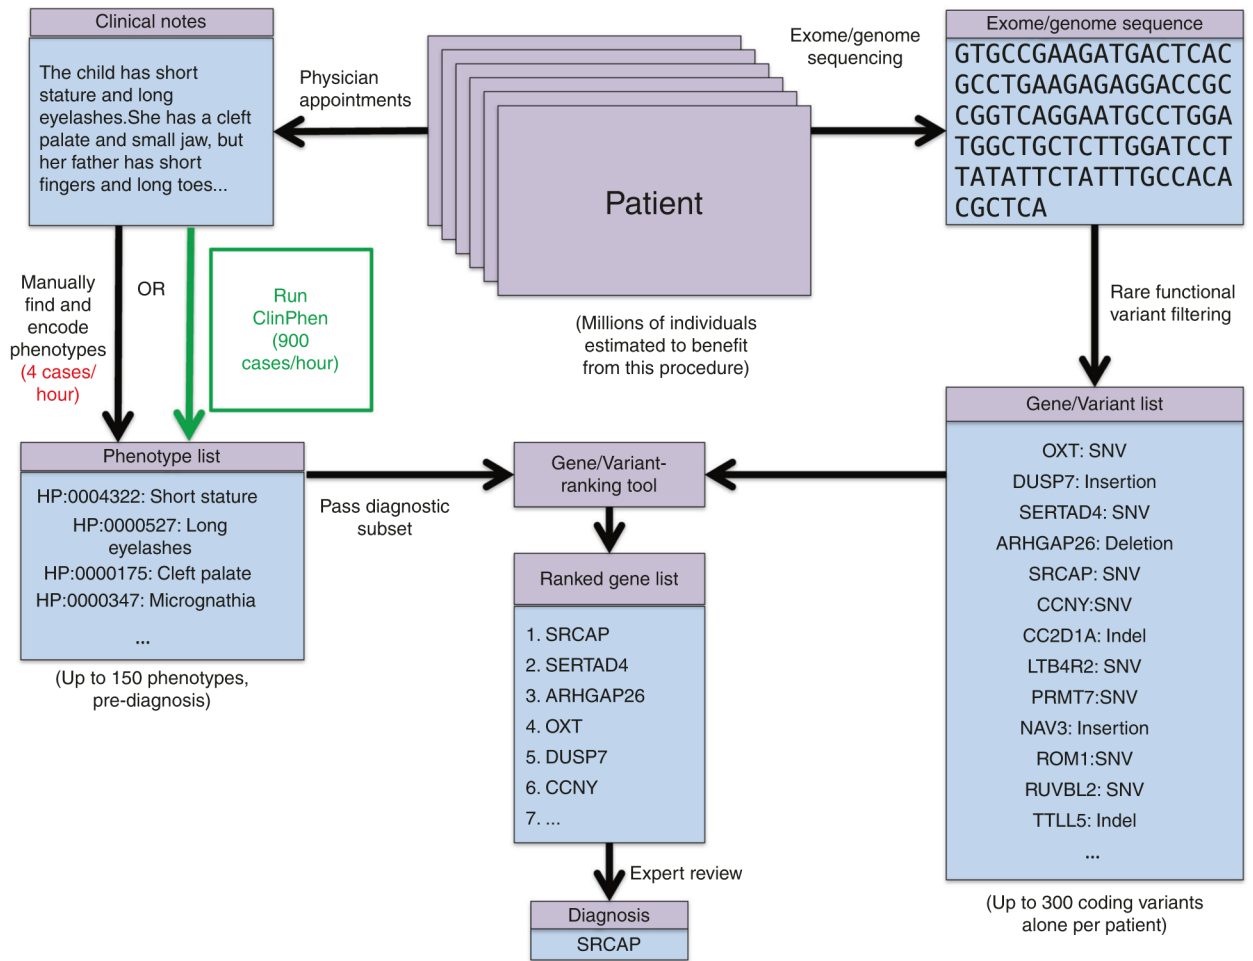 Clinical notes
The child has short
stature and long
eyelashes.She has a cleft
palate and small jaw, but
her father has short
fingers and long toes...
Physician
appointments
Patient
(Millions of individuals
estimated to benefit
from this procedure)
Exome/genome
sequencing
Exome/genome sequence
GTGCCGAAGATGACTCAC
GCCTGAAGAGAGGACCGC
CGGTCAGGAATGCCTGGA
TGGCTGCTCTTGGATCCT
TATATTCTATTTGCCACA
CGCTCA
Manually
find and
encode
phenotypes
(4 cases/
hour)
OR
Run
ClinPhen
(900
cases/hour)
Rare functional
variant filtering
Phenotype list
HP:0004322: Short stature
HP:0000527: Long
eyelashes
HP:0000175: Cleft palate
HP:0000347: Micrognathia
...
(Up to 150 phenotypes,
pre-diagnosis)
Pass diagnostic
subset
Gene/Variant-
ranking tool
Ranked gene list
1. SRCAP
2. SERTAD4
3. ARHGAP26
4. OXT
5. DUSP7
6. CCNY
7. ...
Expert review
Diagnosis
SRCAP
Gene/Variant list
OXT: SNV
DUSP7: Insertion
SERTAD4: SNV
ARHGAP26: Deletion
SRCAP: SNV
CCNY:SNV
CC2D1A: Indel
LTB4R2: SNV
PRMT7:SNV
NAV3: Insertion
ROM1:SNV
RUVBL2: SNV
TTLL5: Indel
...
(Up to 300 coding variants
alone per patient)